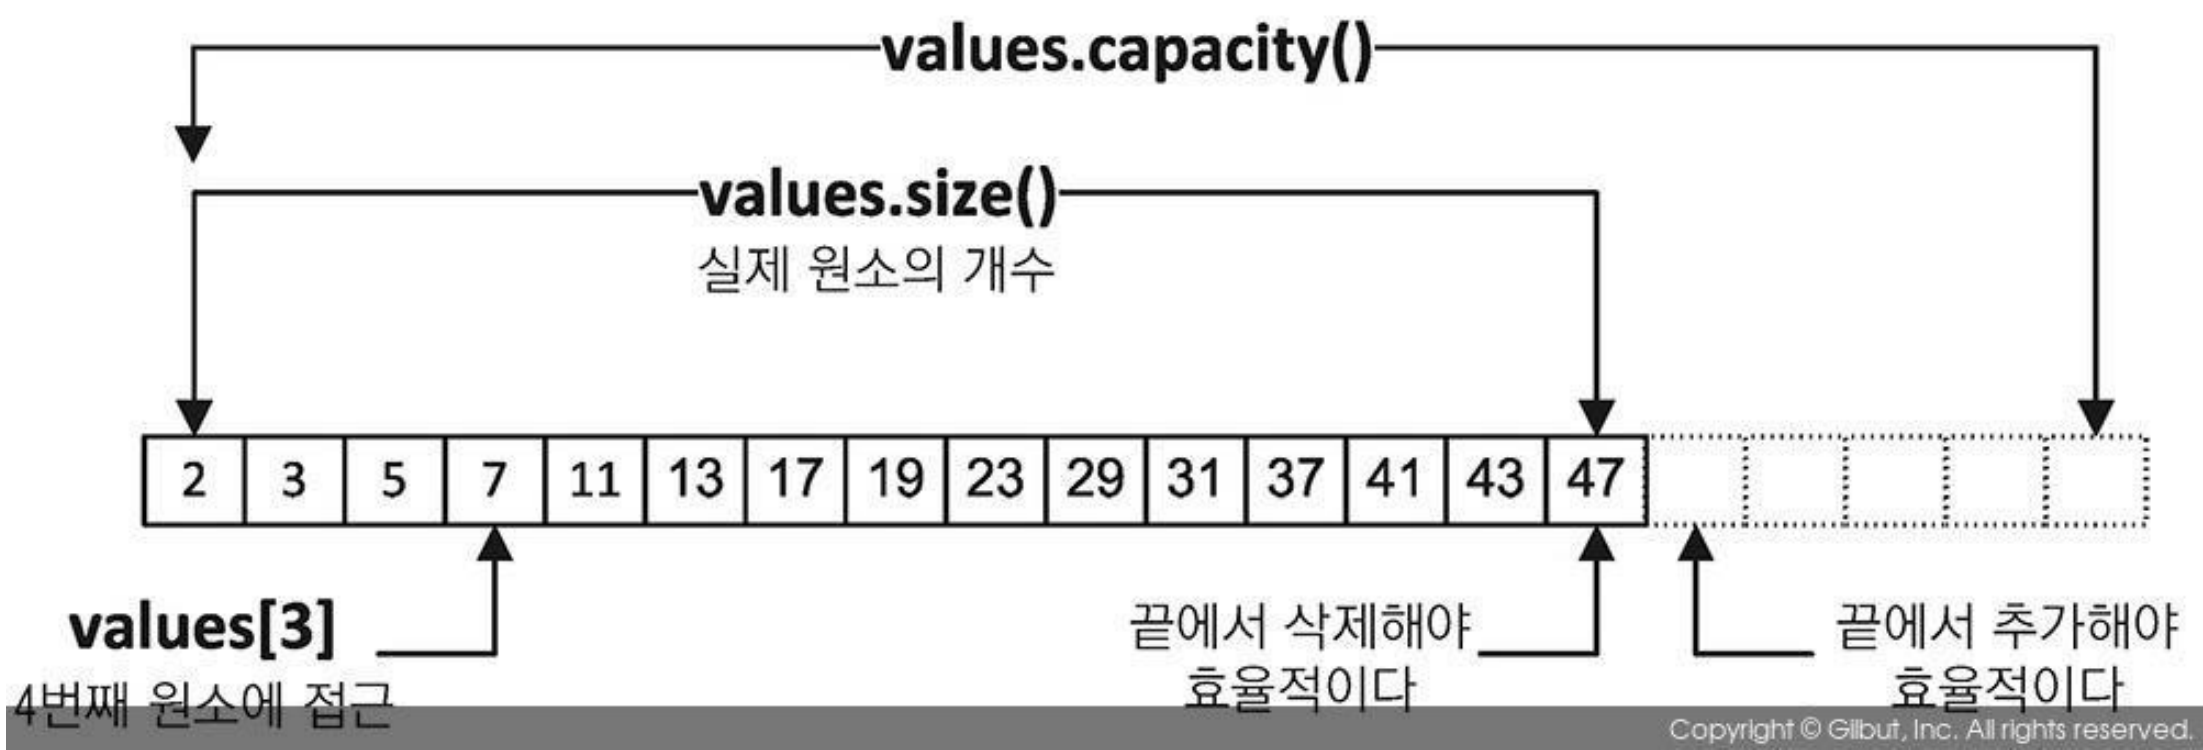 values.capacity()
values.size()
실제 원소의 개수
2 3 5 7 11 13 17 19 23 29 31 37 41 43 47
values[3]
4번째 원소에 접근
끝에서 삭제해야
효율적이다
끝에서 추가해야
효율적이다
Copyright © Gilbut, Inc. All rights reserved.